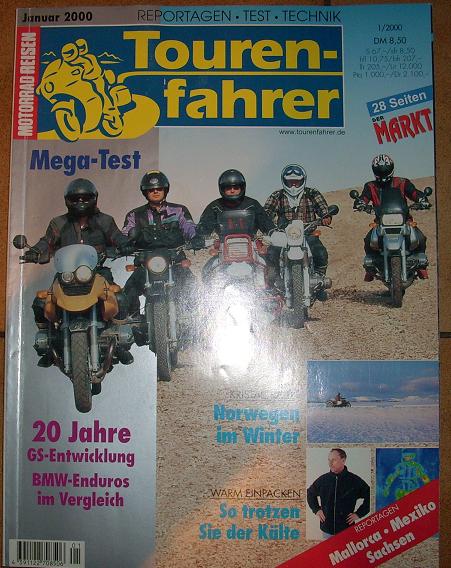 Januar 2000
REPORTAGEN • TEST • TECHNIK
MOTORRAD-REISEN
Touren-
fahrer
1/2000
DM 8,50
www.tourenfahrer.de
28 Seiten
DER
MARKT
Mega-Test
20 Jahre
GS-Entwicklung
BMW-Enduros
im Vergleich
Norwegen
im Winter
WARM EINPACKEN
So trotzen
Sie der Kälte
REPORTAGEN
Mallorca • Mexiko
Sachsen
01